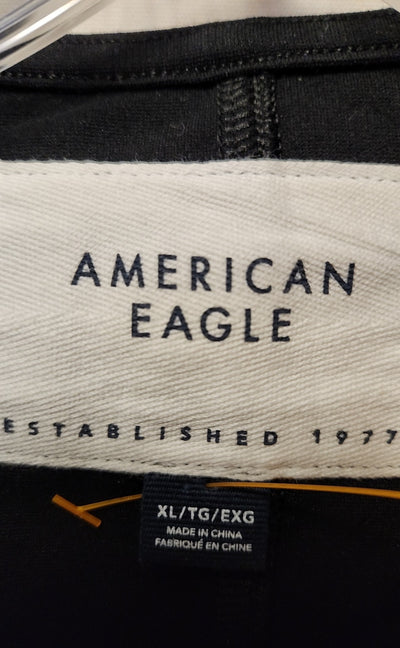 AMERICAN
EAGLE
ESTABLISHED 1977
XL/TG/EXG
MADE IN CHINA
FABRIQUÉ EN CHINE